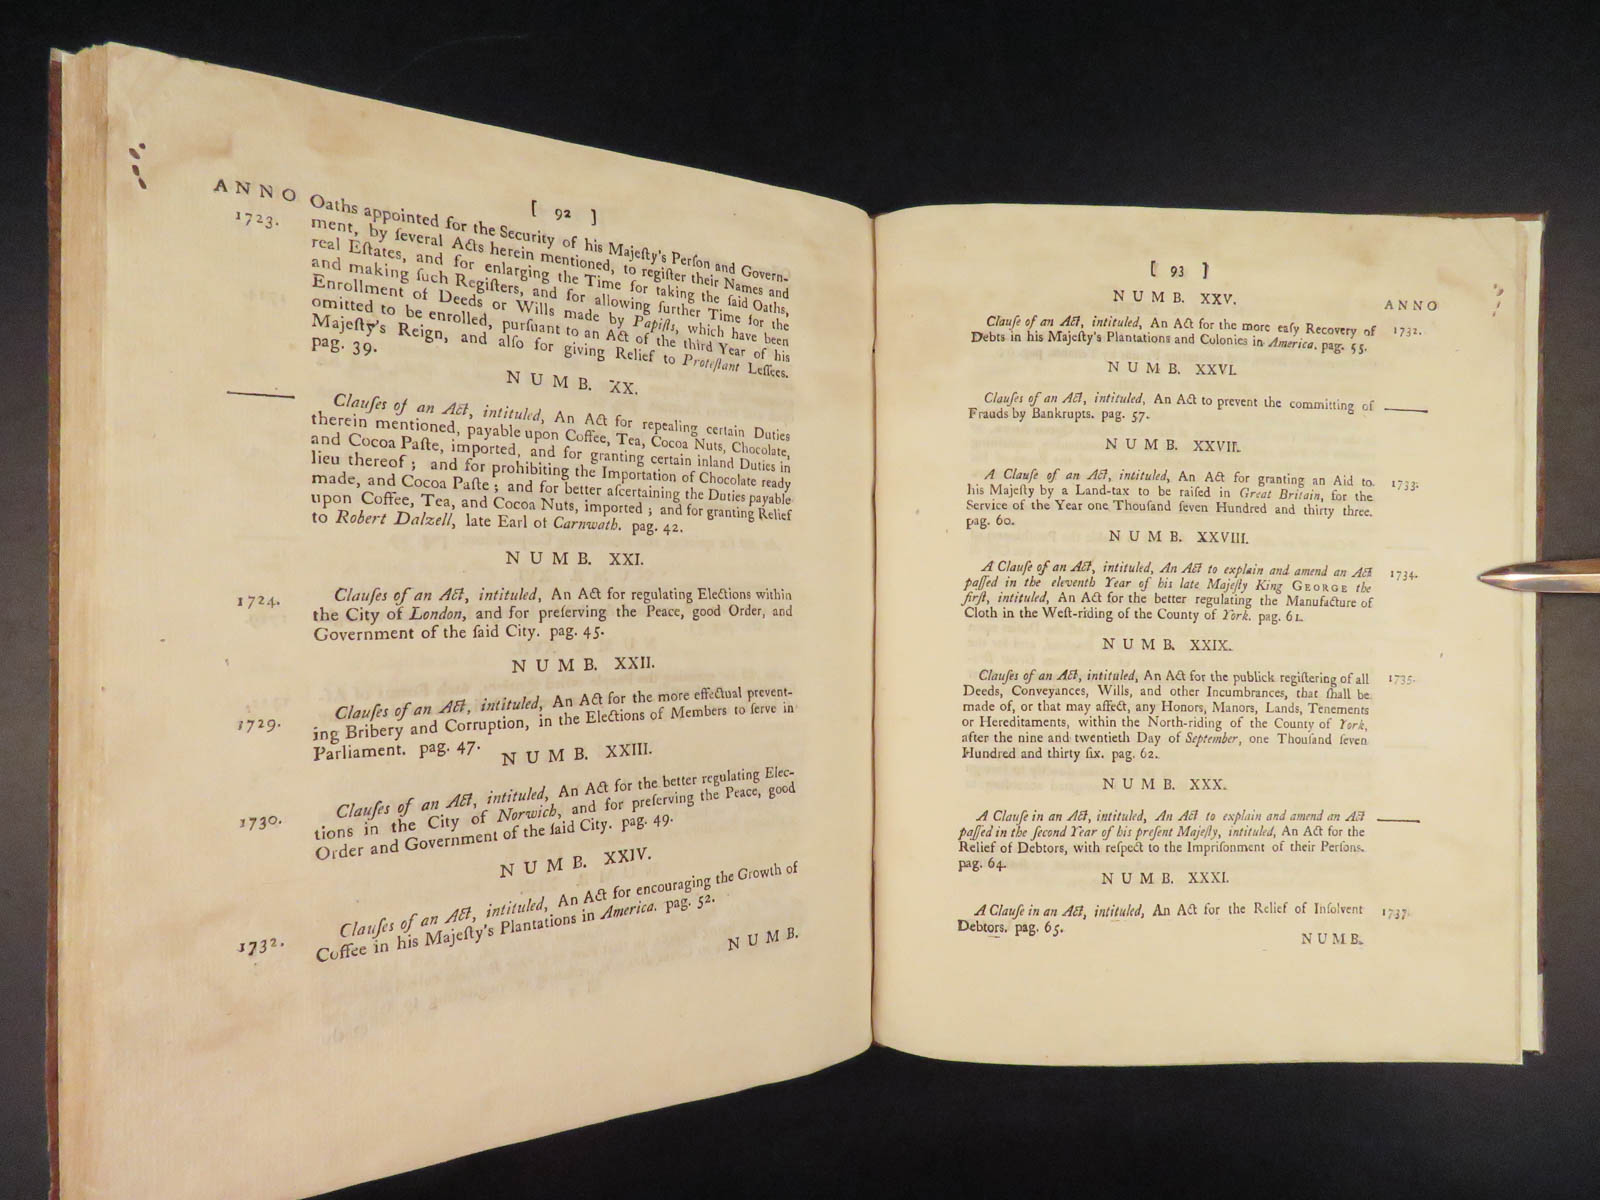 [ 92 ]
ANNO Oaths appointed for the Security of his Majeſty's Perſon and Govern-
1723. ment, by ſeveral Acts herein mentioned, to regiſter their Names and
real Eſtates, and for enlarging the Time for taking the ſaid Oaths,
and making ſuch Regiſters, and for allowing further Time for the
Enrollment of Deeds or Wills made by Papiſts, which have been
omitted to be enrolled, purſuant to an Act of the third Year of his
Majeſty's Reign, and alſo for giving Relief to Proteſtant Leſſees.
pag. 39.
NUMB. XX.
Clauſes of an Act, intituled, An Act for repealing certain Duties
therein mentioned, payable upon Coffee, Tea, Cocoa Nuts, Chocolate,
and Cocoa Paſte, imported, and for granting certain inland Duties in
lieu thereof; and for prohibiting the Importation of Chocolate ready
made, and Cocoa Paſte; and for better aſcertaining the Duties payable
upon Coffee, Tea, and Cocoa Nuts, imported; and for granting Relief
to Robert Dalzell, late Earl of Carnwath. pag. 42.
NUMB. XXI.
1724. Clauſes of an Act, intituled, An Act for regulating Elections within
the City of London, and for preſerving the Peace, good Order, and
Government of the ſaid City. pag. 45.
NUMB. XXII.
1729. Clauſes of an Act, intituled, An Act for the more effectual prevent-
ing Bribery and Corruption, in the Elections of Members to ſerve in
Parliament. pag. 47.
NUMB. XXIII.
1730. Clauſes of an Act, intituled, An Act for the better regulating Elec-
tions in the City of Norwich, and for preſerving the Peace, good
Order and Government of the ſaid City. pag. 49.
NUMB. XXIV.
1732. Clauſes of an Act, intituled, An Act for encouraging the Growth of
Coffee in his Majeſty's Plantations in America. pag. 52.
NUMB.
[ 93 ]
NUMB. XXV.
ANNO
Clauſe of an Act, intituled, An Act for the more eaſy Recovery of 1732.
Debts in his Majeſty's Plantations and Colonies in America. pag. 55.
NUMB. XXVI.
Clauſes of an Act, intituled, An Act to prevent the committing of
Frauds by Bankrupts. pag. 57.
NUMB. XXVII.
A Clauſe of an Act, intituled, An Act for granting an Aid to 1733.
his Majeſty by a Land-tax to be raiſed in Great Britain, for the
Service of the Year one Thouſand ſeven Hundred and thirty three.
pag. 60.
NUMB. XXVIII.
A Clauſe of an Act, intituled, An Act to explain and amend an Act 1734.
paſſed in the eleventh Year of his late Majeſty King GEORGE the
firſt, intituled, An Act for the better regulating the Manufacture of
Cloth in the Weſt-riding of the County of York. pag. 61.
NUMB. XXIX.
Clauſes of an Act, intituled, An Act for the publick regiſtering of all 1735.
Deeds, Conveyances, Wills, and other Incumbrances, that ſhall be
made of, or that may affect, any Honors, Manors, Lands, Tenements
or Hereditaments, within the North-riding of the County of York,
after the nine and twentieth Day of September, one Thouſand ſeven
Hundred and thirty ſix. pag. 62.
NUMB. XXX.
A Clauſe in an Act, intituled, An Act to explain and amend an Act
paſſed in the ſecond Year of his preſent Majeſty, intituled, An Act for the
Relief of Debtors, with reſpect to the Impriſonment of their Perſons.
pag. 64.
NUMB. XXXI.
A Clauſe in an Act, intituled, An Act for the Relief of Inſolvent 1737.
Debtors. pag. 65.
NUMB.